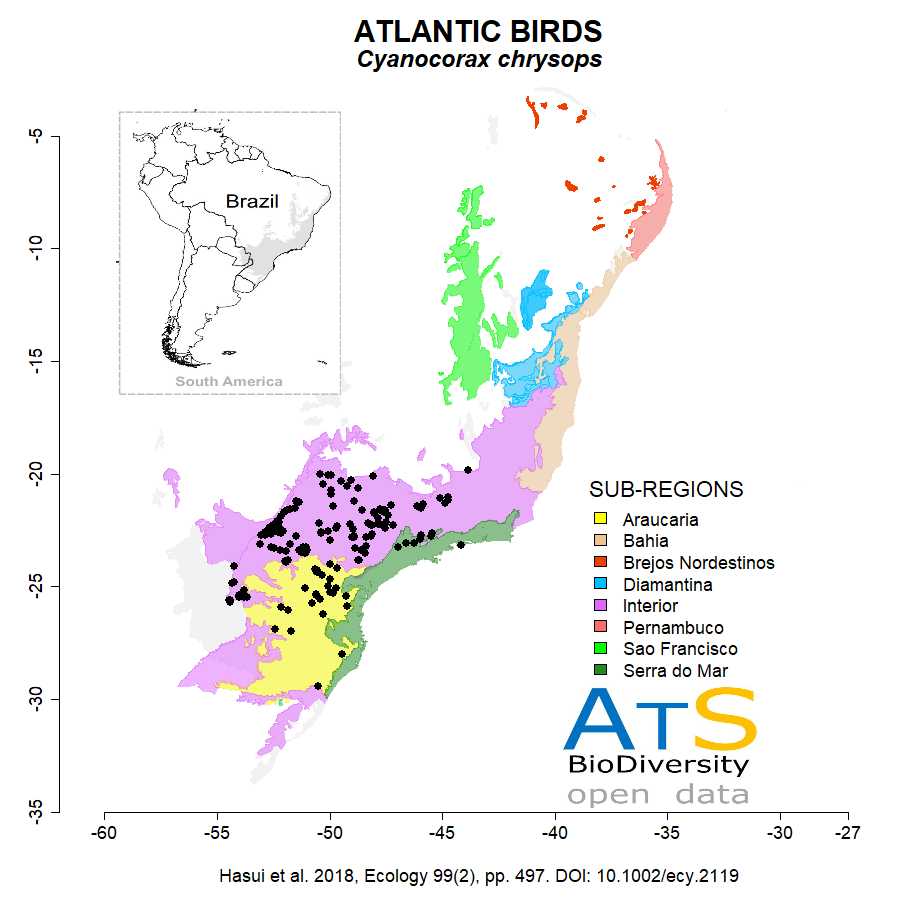 ATLANTIC BIRDS
Cyanocorax chrysops
-5
-10
-15
-20
-25
-30
-35
Brazil
South America
SUB-REGIONS
Araucaria
Bahia
Brejos Nordestinos
Diamantina
Interior
Pernambuco
Sao Francisco
Serra do Mar
ATS
BioDiversity
open data
-60
-55
-50
-45
-40
-35
-30
-27
Hasui et al. 2018, Ecology 99(2), pp. 497. DOI: 10.1002/ecy.2119